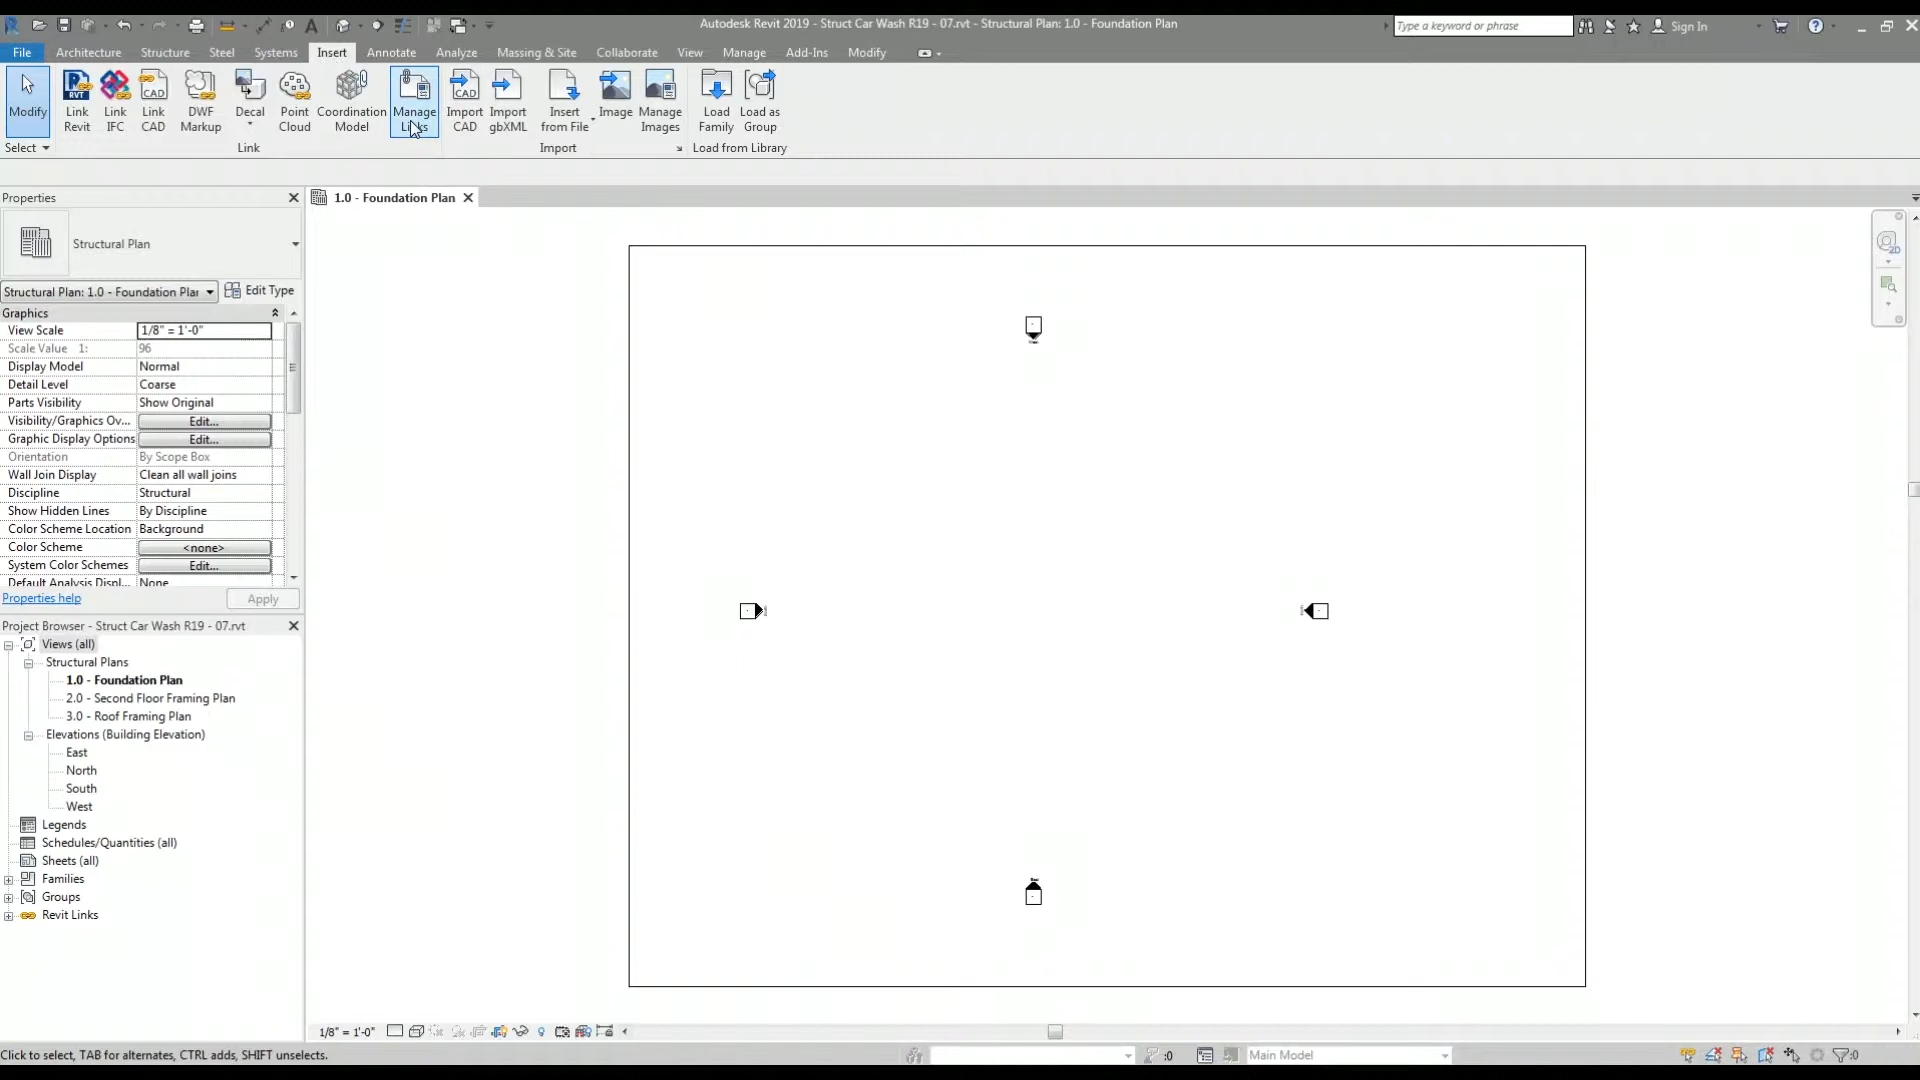 Autodesk Revit 2019 - Struct Car Wash R19 - 07.rvt - Structural Plan: 1.0 - Foundation Plan
Type a keyword or phrase
Sign In
File Architecture Structure Steel Systems Insert Annotate Analyze Massing & Site Collaborate View Manage Add-Ins Modify
Modify
Link
Revit
Link
IFC
Link
CAD
DWF
Markup
Decal
Point
Cloud
Coordination
Model
Manage
Links
Import
CAD
Import
gbXML
Insert
from File
Image
Manage
Images
Load
Family
Load as
Group
Select
Link
Import
Load from Library
Properties
1.0 - Foundation Plan
Structural Plan
Structural Plan: 1.0 - Foundation Plar
Edit Type
Graphics
View Scale 1/8" = 1'-0"
Scale Value 1: 96
Display Model Normal
Detail Level Coarse
Parts Visibility Show Original
Visibility/Graphics Ov... Edit...
Graphic Display Options Edit...
Orientation By Scope Box
Wall Join Display Clean all wall joins
Discipline Structural
Show Hidden Lines By Discipline
Color Scheme Location Background
Color Scheme <none>
System Color Schemes Edit...
Default Analysis Displ... None
Properties help
Apply
Project Browser - Struct Car Wash R19 - 07.rvt
Views (all)
Structural Plans
1.0 - Foundation Plan
2.0 - Second Floor Framing Plan
3.0 - Roof Framing Plan
Elevations (Building Elevation)
East
North
South
West
Legends
Schedules/Quantities (all)
Sheets (all)
Families
Groups
Revit Links
1/8" = 1'-0"
Click to select, TAB for alternates, CTRL adds, SHIFT unselects.
:0
Main Model
:0